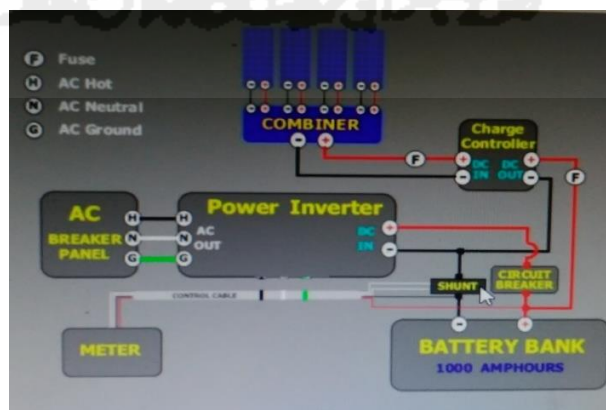 F Fuse
H AC Hot
N AC Neutral
G AC Ground
COMBINER
- +
F
Charge
Controller
+ DC DC +
- IN OUT -
F
Power Inverter
H AC DC +
N OUT IN -
G
AC H
BREAKER N
PANEL G
SHUNT
CIRCUIT
BREAKER
CONTROL CABLE
METER
- +
BATTERY BANK
1000 AMPHOURS